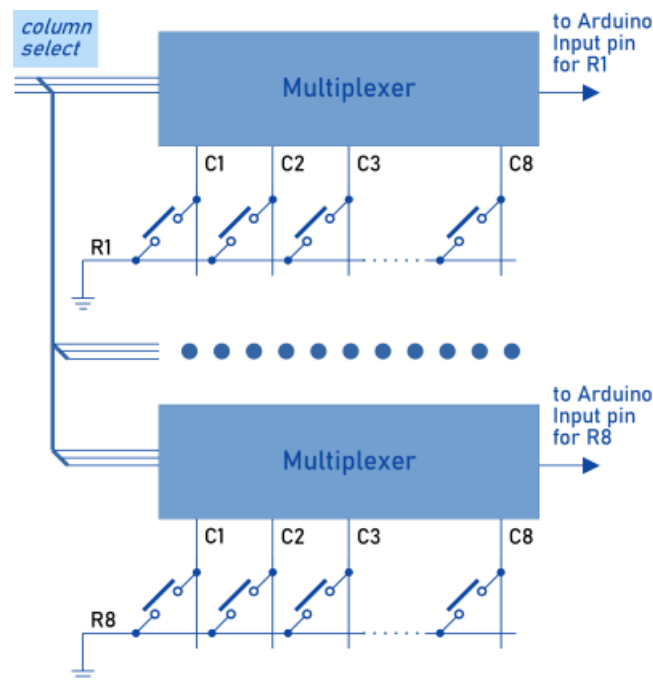 column
select
to Arduino
Input pin
for R1
Multiplexer
C1 C2 C3 C8
R1
to Arduino
Input pin
for R8
Multiplexer
C1 C2 C3 C8
R8